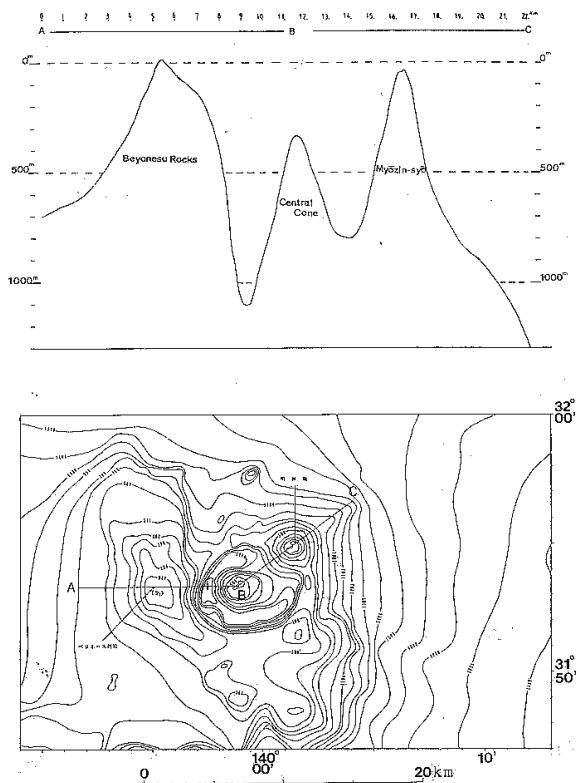 0 1. 2. 3. 4. 5. 6. 7. 8. 9. 10. 11. 12. 13. 14. 15. 16. 17. 18. 19. 20. 21. 22.Km
A B C
0m 0m
Beyonesu Rocks
Myōzin-syō
500m 500m
Central
Cone
1000m 1000m
32°
00'
C
A
B
31°
50'
140°
00'
10'
0 20 km